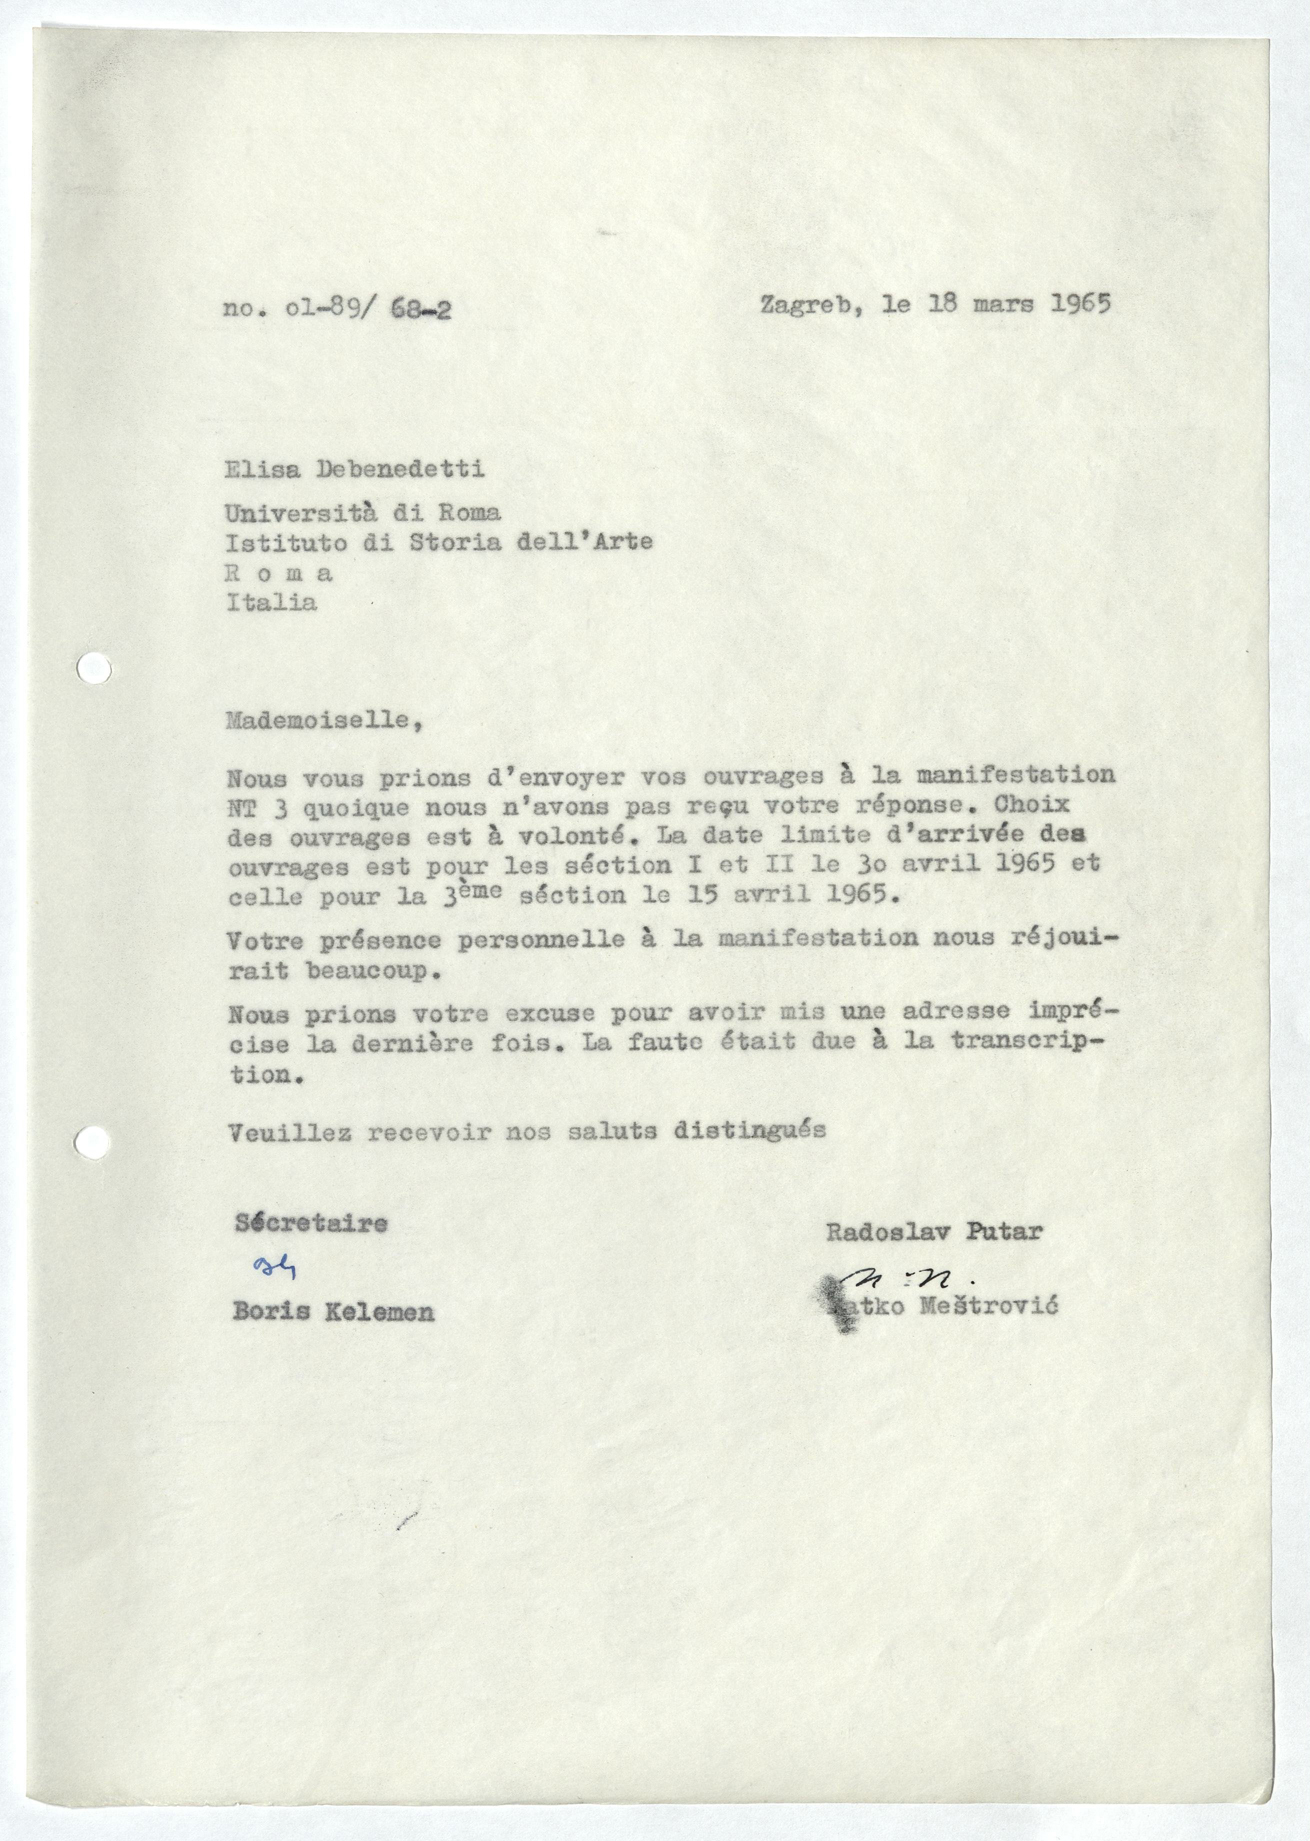 no. ol-89/ 68-2
Zagreb, le 18 mars 1965
Elisa Debenedetti
Università di Roma
Istituto di Storia dell'Arte
R o m a
Italia
Mademoiselle,
Nous vous prions d'envoyer vos ouvrages à la manifestation
NT 3 quoique nous n'avons pas reçu votre réponse. Choix
des ouvrages est à volonté. La date limite d'arrivée des
ouvrages est pour les séction I et II le 3o avril 1965 et
celle pour la 3ème séction le 15 avril 1965.
Votre présence personnelle à la manifestation nous réjoui-
rait beaucoup.
Nous prions votre excuse pour avoir mis une adresse impré-
cise la dernière fois. La faute était due à la transcrip-
tion.
Veuillez recevoir nos saluts distingués
Sécretaire
Radoslav Putar
Boris Kelemen
Matko Meštrović